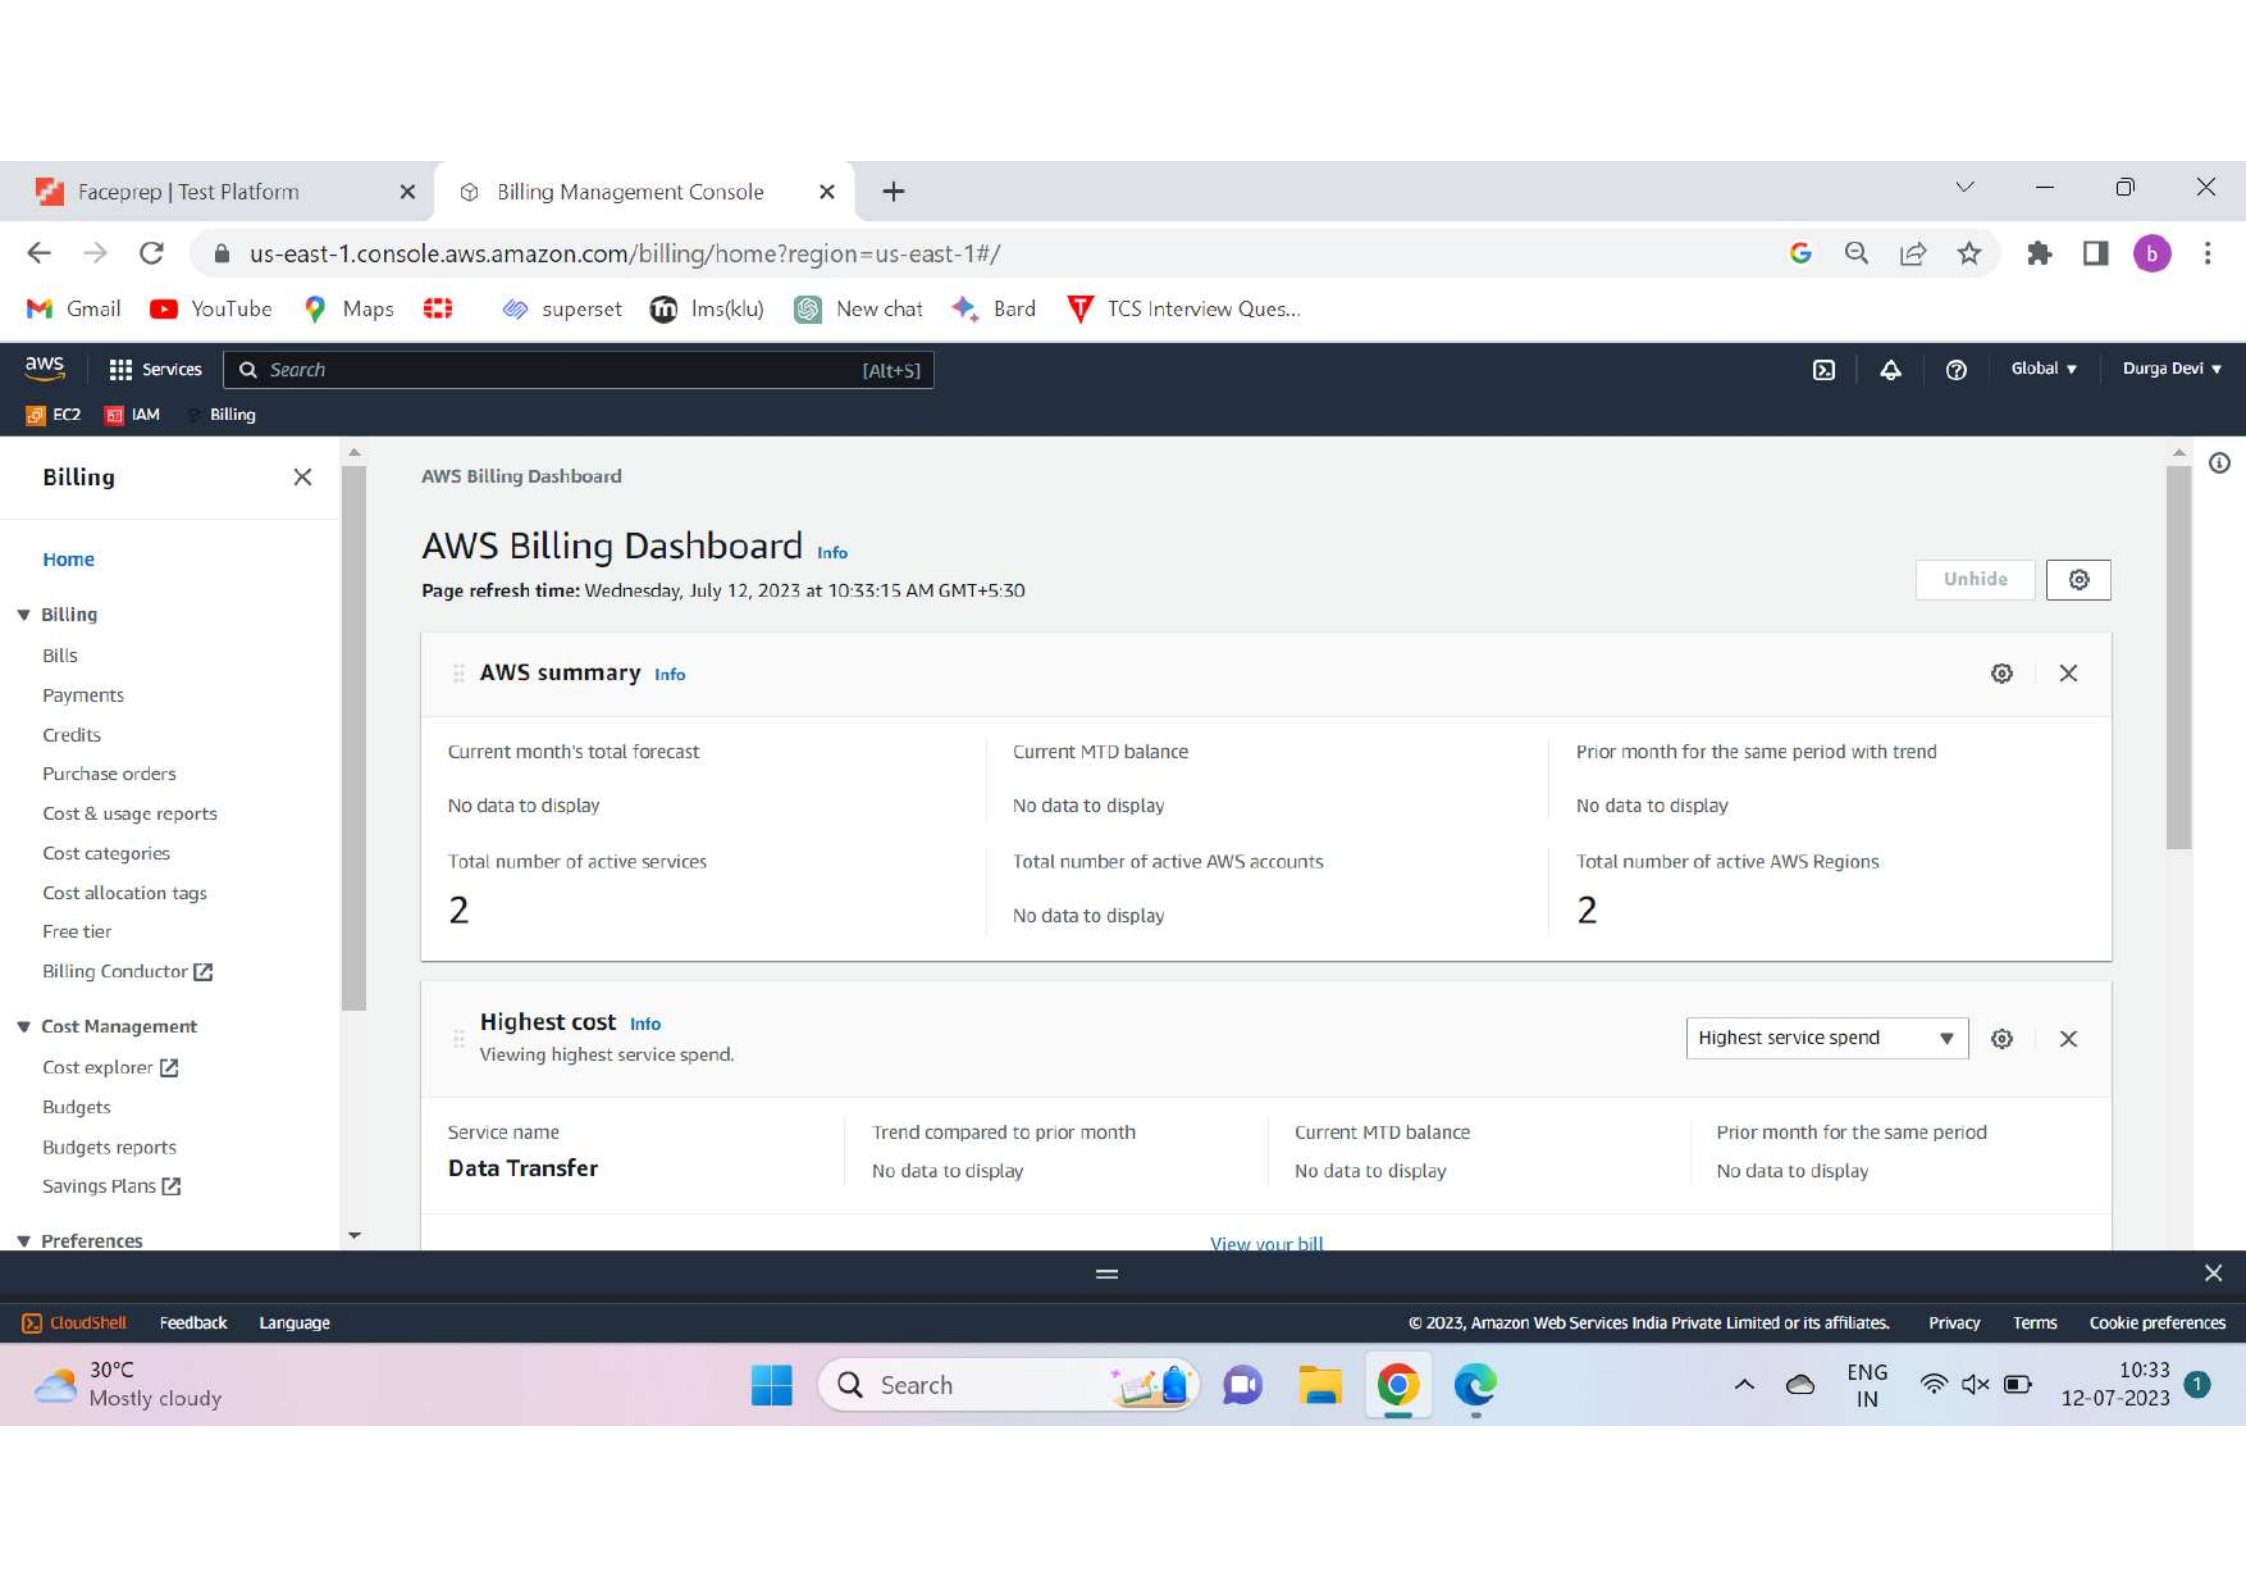 Faceprep | Test Platform
Billing Management Console
us-east-1.console.aws.amazon.com/billing/home?region=us-east-1#/
b
Gmail YouTube Maps superset lms(klu) New chat Bard TCS Interview Ques...
aws Services Search [Alt+S] Global Durga Devi
EC2 IAM Billing
Billing
Home
Billing
Bills
Payments
Credits
Purchase orders
Cost & usage reports
Cost categories
Cost allocation tags
Free tier
Billing Conductor
Cost Management
Cost explorer
Budgets
Budgets reports
Savings Plans
Preferences
AWS Billing Dashboard
AWS Billing Dashboard Info
Page refresh time: Wednesday, July 12, 2023 at 10:33:15 AM GMT+5:30
Unhide
AWS summary Info
Current month's total forecast
No data to display
Current MTD balance
No data to display
Prior month for the same period with trend
No data to display
Total number of active services
2
Total number of active AWS accounts
No data to display
Total number of active AWS Regions
2
Highest cost Info
Viewing highest service spend.
Highest service spend
Service name
Data Transfer
Trend compared to prior month
No data to display
Current MTD balance
No data to display
Prior month for the same period
No data to display
View your bill
CloudShell Feedback Language
© 2023, Amazon Web Services India Private Limited or its affiliates. Privacy Terms Cookie preferences
30°C
Mostly cloudy
Search
ENG
IN
10:33
12-07-2023
1